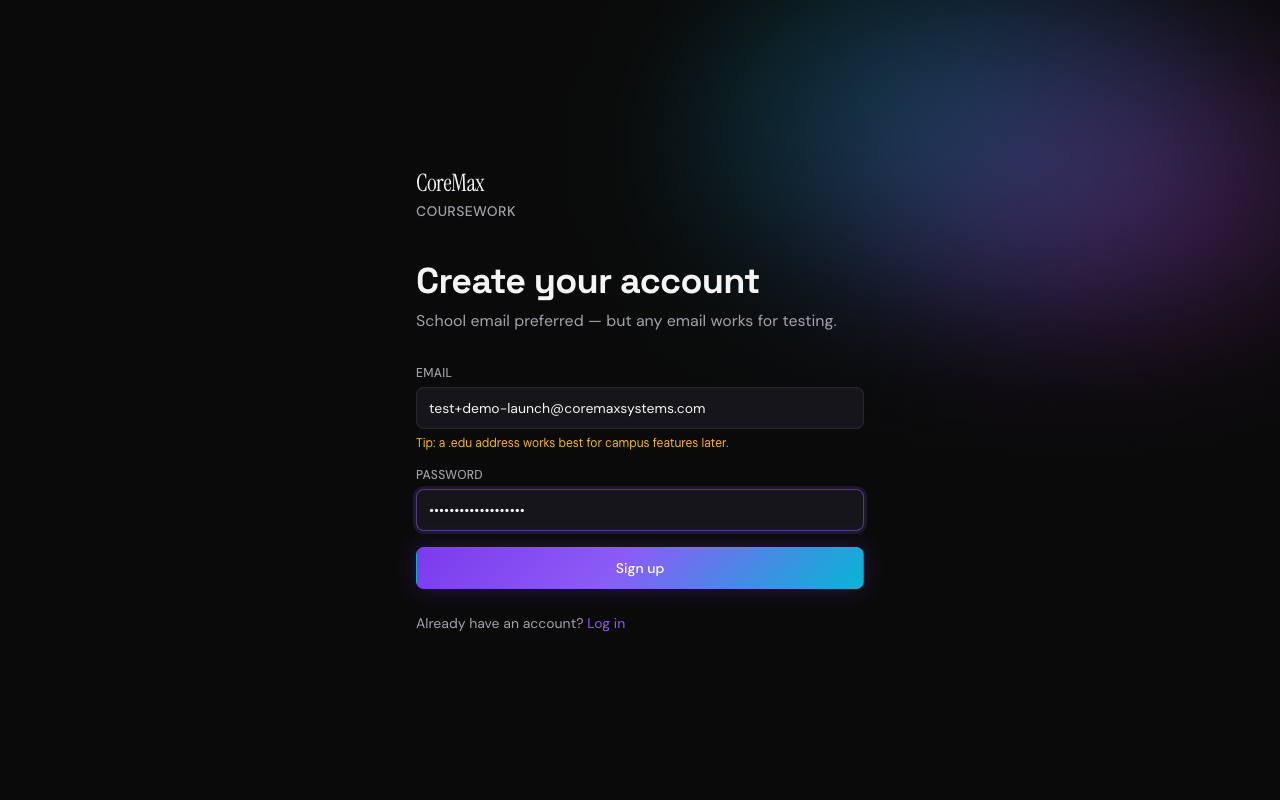 CoreMax
COURSEWORK
Create your account
School email preferred — but any email works for testing.
EMAIL
test+demo-launch@coremaxsystems.com
Tip: a .edu address works best for campus features later.
PASSWORD
•••••••••••••••••••
Sign up
Already have an account? Log in